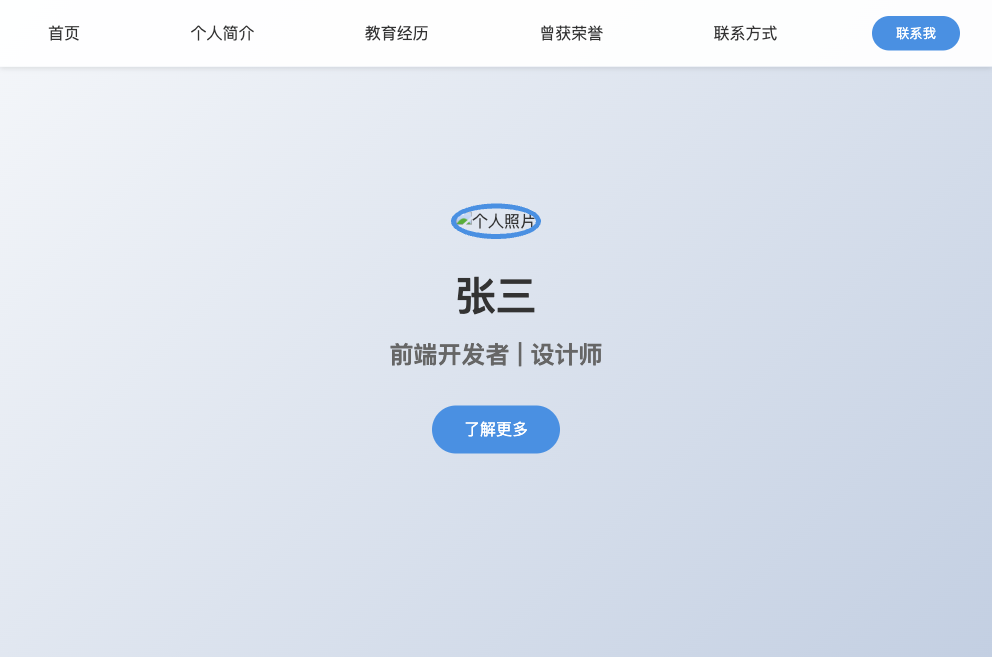 首页 个人简介 教育经历 曾获荣誉 联系方式 联系我
个人照片
张三
前端开发者 | 设计师
了解更多